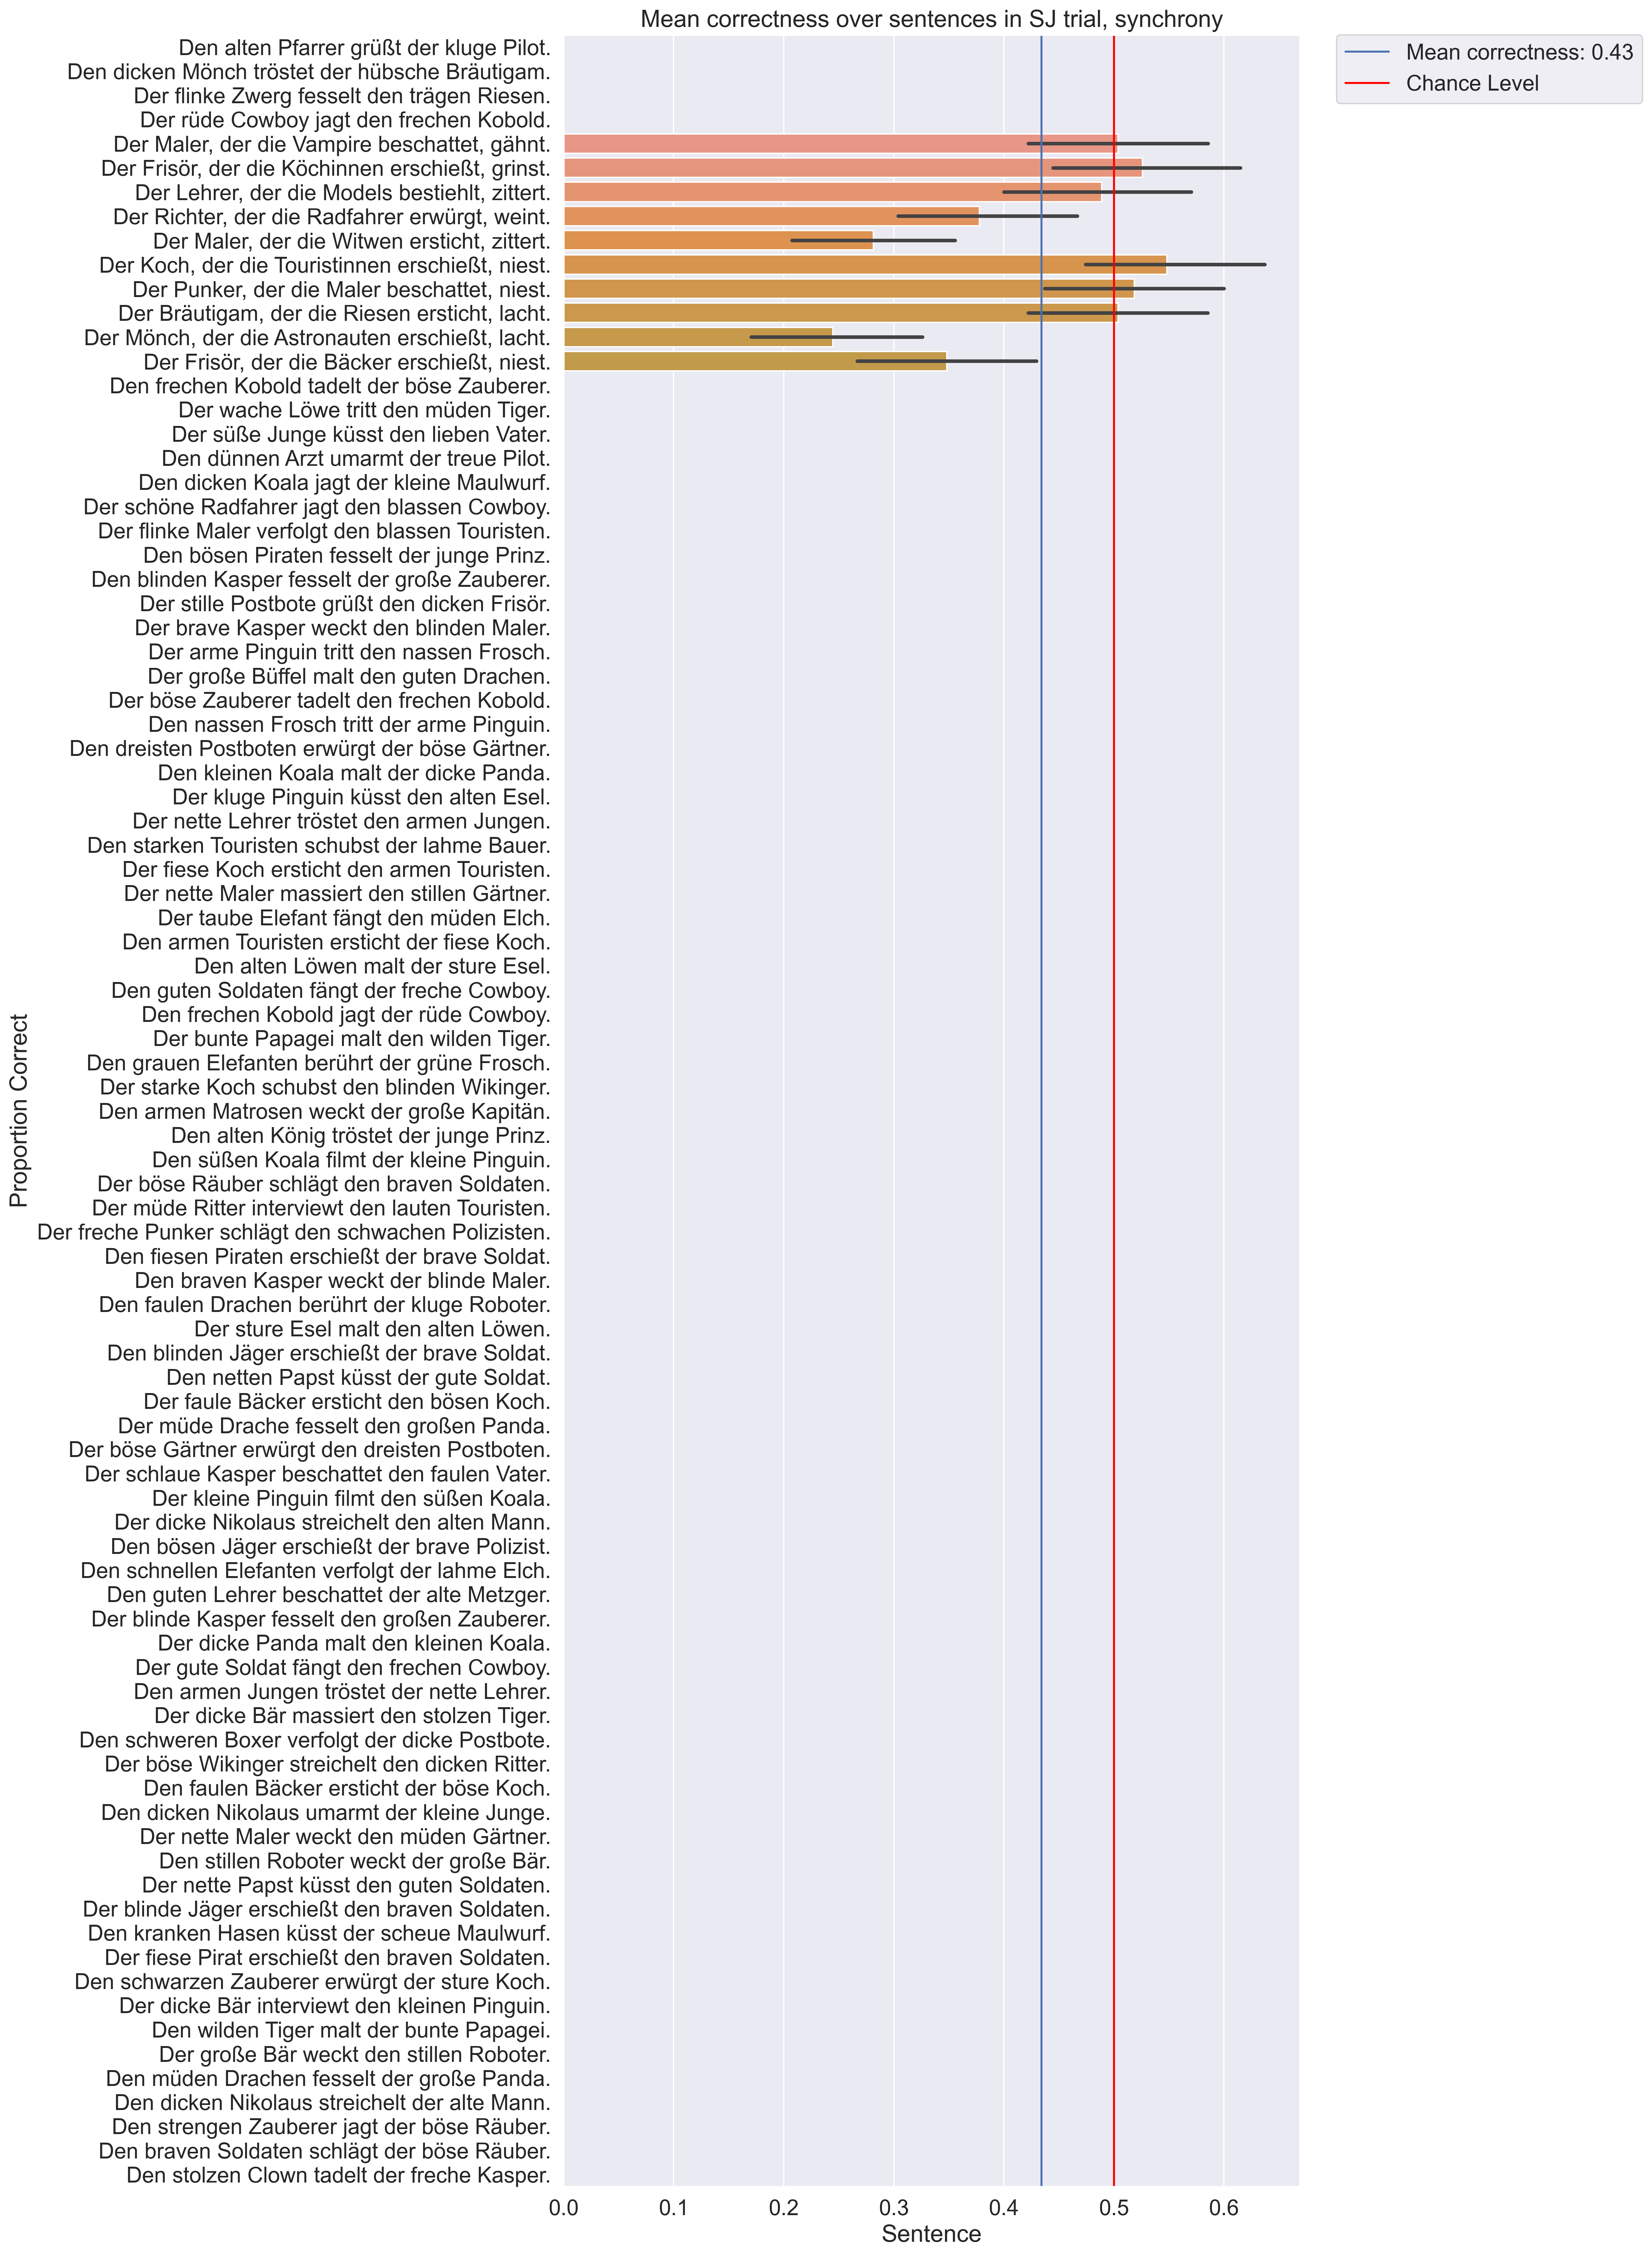 Mean correctness over sentences in SJ trial, synchrony
Mean correctness: 0.43
Chance Level
Den alten Pfarrer grüßt der kluge Pilot.
Den dicken Mönch tröstet der hübsche Bräutigam.
Der flinke Zwerg fesselt den trägen Riesen.
Der rüde Cowboy jagt den frechen Kobold.
Der Maler, der die Vampire beschattet, gähnt.
Der Frisör, der die Köchinnen erschießt, grinst.
Der Lehrer, der die Models bestiehlt, zittert.
Der Richter, der die Radfahrer erwürgt, weint.
Der Maler, der die Witwen ersticht, zittert.
Der Koch, der die Touristinnen erschießt, niest.
Der Punker, der die Maler beschattet, niest.
Der Bräutigam, der die Riesen ersticht, lacht.
Der Mönch, der die Astronauten erschießt, lacht.
Der Frisör, der die Bäcker erschießt, niest.
Den frechen Kobold tadelt der böse Zauberer.
Der wache Löwe tritt den müden Tiger.
Der süße Junge küsst den lieben Vater.
Den dünnen Arzt umarmt der treue Pilot.
Den dicken Koala jagt der kleine Maulwurf.
Der schöne Radfahrer jagt den blassen Cowboy.
Der flinke Maler verfolgt den blassen Touristen.
Den bösen Piraten fesselt der junge Prinz.
Den blinden Kasper fesselt der große Zauberer.
Der stille Postbote grüßt den dicken Frisör.
Der brave Kasper weckt den blinden Maler.
Der arme Pinguin tritt den nassen Frosch.
Der große Büffel malt den guten Drachen.
Der böse Zauberer tadelt den frechen Kobold.
Den nassen Frosch tritt der arme Pinguin.
Den dreisten Postboten erwürgt der böse Gärtner.
Den kleinen Koala malt der dicke Panda.
Der kluge Pinguin küsst den alten Esel.
Der nette Lehrer tröstet den armen Jungen.
Den starken Touristen schubst der lahme Bauer.
Der fiese Koch ersticht den armen Touristen.
Der nette Maler massiert den stillen Gärtner.
Der taube Elefant fängt den müden Elch.
Den armen Touristen ersticht der fiese Koch.
Den alten Löwen malt der sture Esel.
Den guten Soldaten fängt der freche Cowboy.
Den frechen Kobold jagt der rüde Cowboy.
Der bunte Papagei malt den wilden Tiger.
Den grauen Elefanten berührt der grüne Frosch.
Der starke Koch schubst den blinden Wikinger.
Den armen Matrosen weckt der große Kapitän.
Den alten König tröstet der junge Prinz.
Den süßen Koala filmt der kleine Pinguin.
Der böse Räuber schlägt den braven Soldaten.
Der müde Ritter interviewt den lauten Touristen.
Der freche Punker schlägt den schwachen Polizisten.
Den fiesen Piraten erschießt der brave Soldat.
Den braven Kasper weckt der blinde Maler.
Den faulen Drachen berührt der kluge Roboter.
Der sture Esel malt den alten Löwen.
Den blinden Jäger erschießt der brave Soldat.
Den netten Papst küsst der gute Soldat.
Der faule Bäcker ersticht den bösen Koch.
Der müde Drache fesselt den großen Panda.
Der böse Gärtner erwürgt den dreisten Postboten.
Der schlaue Kasper beschattet den faulen Vater.
Der kleine Pinguin filmt den süßen Koala.
Der dicke Nikolaus streichelt den alten Mann.
Den bösen Jäger erschießt der brave Polizist.
Den schnellen Elefanten verfolgt der lahme Elch.
Den guten Lehrer beschattet der alte Metzger.
Der blinde Kasper fesselt den großen Zauberer.
Der dicke Panda malt den kleinen Koala.
Der gute Soldat fängt den frechen Cowboy.
Den armen Jungen tröstet der nette Lehrer.
Der dicke Bär massiert den stolzen Tiger.
Den schweren Boxer verfolgt der dicke Postbote.
Der böse Wikinger streichelt den dicken Ritter.
Den faulen Bäcker ersticht der böse Koch.
Den dicken Nikolaus umarmt der kleine Junge.
Der nette Maler weckt den müden Gärtner.
Den stillen Roboter weckt der große Bär.
Der nette Papst küsst den guten Soldaten.
Der blinde Jäger erschießt den braven Soldaten.
Den kranken Hasen küsst der scheue Maulwurf.
Der fiese Pirat erschießt den braven Soldaten.
Den schwarzen Zauberer erwürgt der sture Koch.
Der dicke Bär interviewt den kleinen Pinguin.
Den wilden Tiger malt der bunte Papagei.
Der große Bär weckt den stillen Roboter.
Den müden Drachen fesselt der große Panda.
Den dicken Nikolaus streichelt der alte Mann.
Den strengen Zauberer jagt der böse Räuber.
Den braven Soldaten schlägt der böse Räuber.
Den stolzen Clown tadelt der freche Kasper.
Proportion Correct
0.0 0.1 0.2 0.3 0.4 0.5 0.6
Sentence